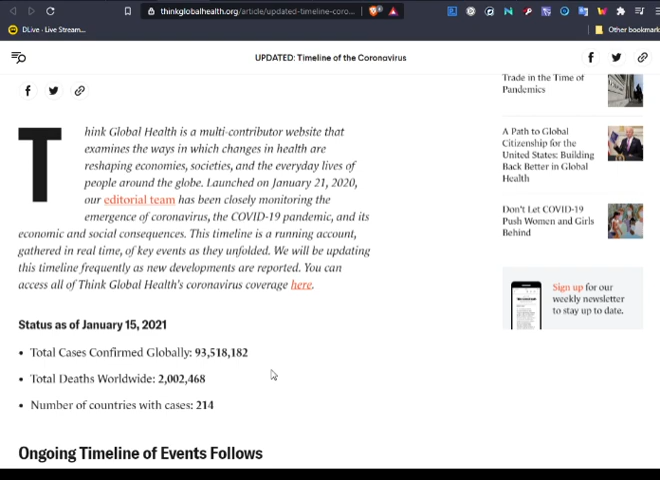 thinkglobalhealth.org/article/updated-timeline-coro...
DLive - Live Stream...
Other bookmark
UPDATED: Timeline of the Coronavirus
Think Global Health is a multi-contributor website that
examines the ways in which changes in health are
reshaping economies, societies, and the everyday lives of
people around the globe. Launched on January 21, 2020,
our editorial team has been closely monitoring the
emergence of coronavirus, the COVID-19 pandemic, and its
economic and social consequences. This timeline is a running account,
gathered in real time, of key events as they unfolded. We will be updating
this timeline frequently as new developments are reported. You can
access all of Think Global Health's coronavirus coverage here.
Status as of January 15, 2021
• Total Cases Confirmed Globally: 93,518,182
• Total Deaths Worldwide: 2,002,468
• Number of countries with cases: 214
Ongoing Timeline of Events Follows
Trade in the Time of
Pandemics
A Path to Global
Citizenship for the
United States: Building
Back Better in Global
Health
Don't Let COVID-19
Push Women and Girls
Behind
Sign up for our
weekly newsletter
to stay up to date.